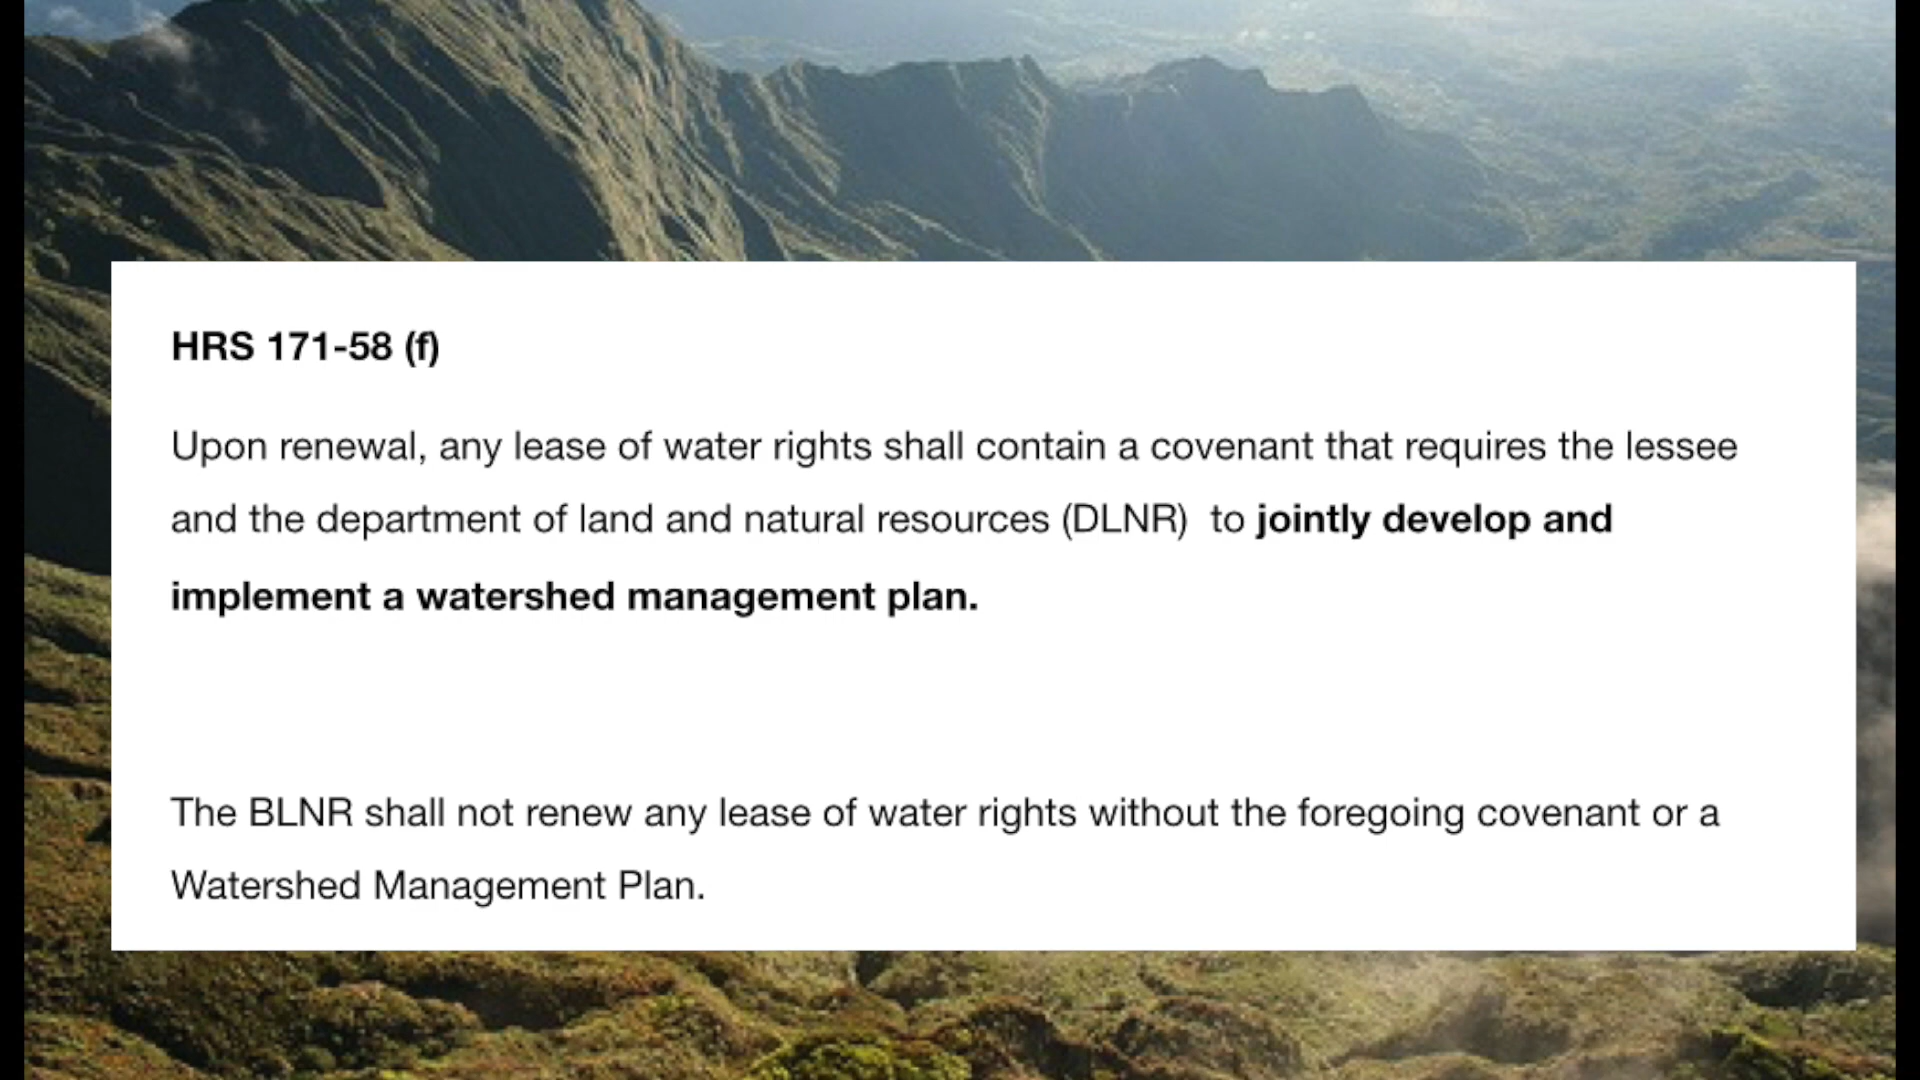 HRS 171-58 (f)
Upon renewal, any lease of water rights shall contain a covenant that requires the lessee
and the department of land and natural resources (DLNR)  to jointly develop and
implement a watershed management plan.
The BLNR shall not renew any lease of water rights without the foregoing covenant or a
Watershed Management Plan.